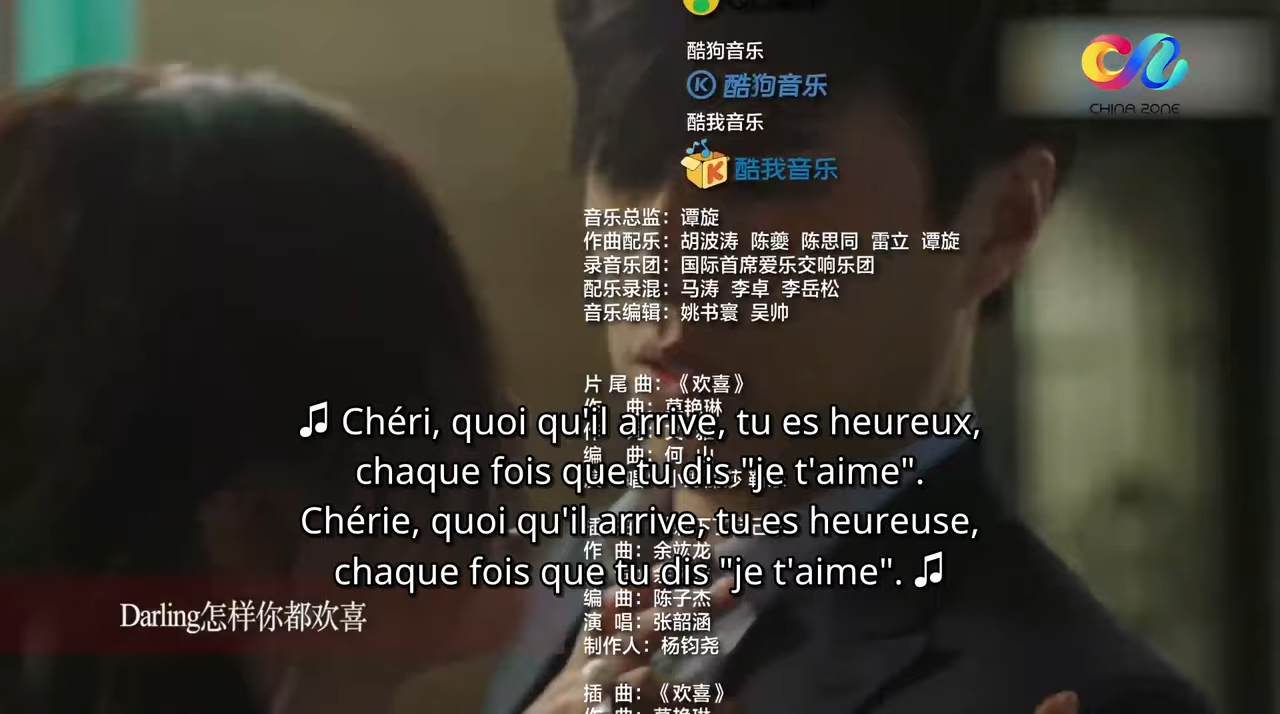 酷狗音乐
K 酷狗音乐
CHINA ZONE
酷我音乐
K 酷我音乐
音乐总监：谭旋
作曲配乐：胡波涛 陈夔 陈思同 雷立 谭旋
录音乐团：国际首席爱乐交响乐团
配乐录混：马涛 李卓 李岳松
音乐编辑：姚书寰 吴帅
片尾曲：《欢喜》
♫ Chéri, quoi qu'il arrive, tu es heureux,
chaque fois que tu dis "je t'aime".
Chérie, quoi qu'il arrive, tu es heureuse,
作 曲：余竑龙
chaque fois que tu dis "je t'aime". ♫
编 曲：陈子杰
Darling怎样你都欢喜
演 唱：张韶涵
制作人：杨钧尧
插 曲：《欢喜》